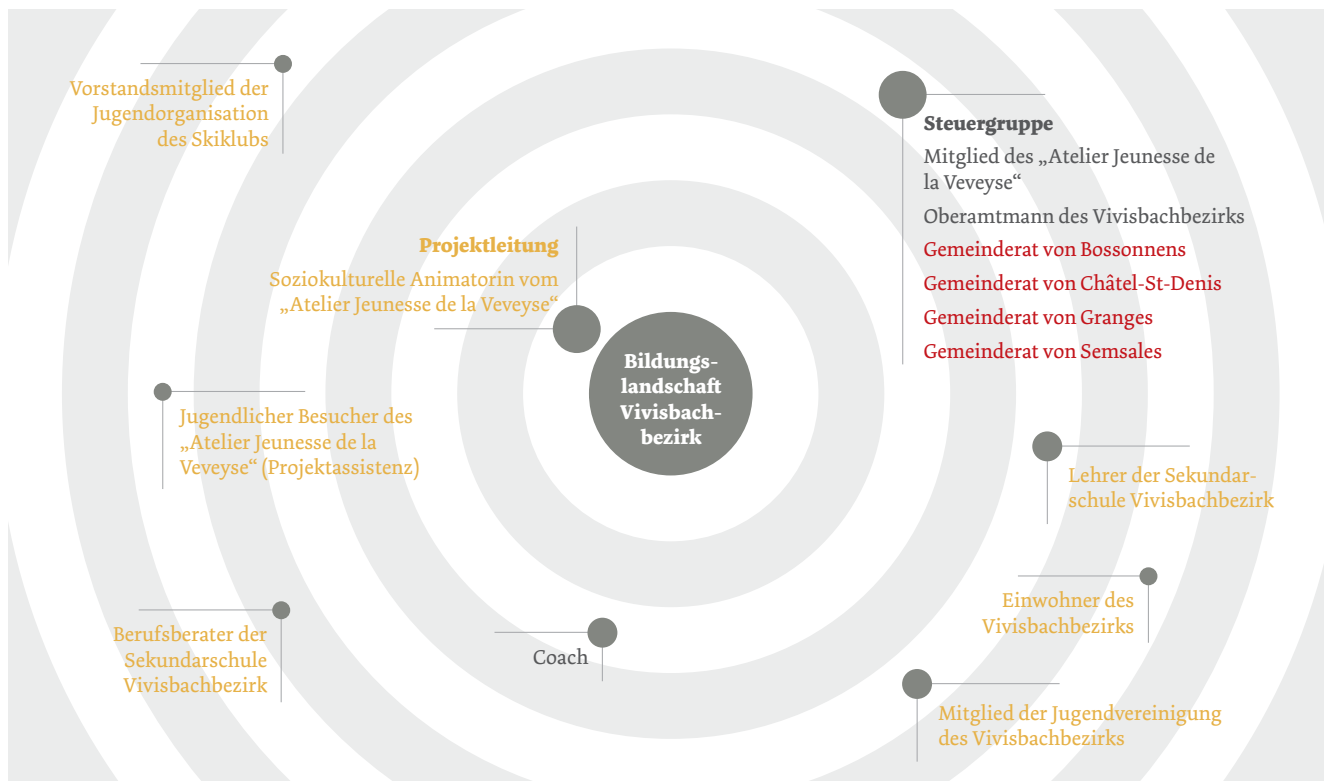 Vorstandsmitglied der
Jugendorganisation
des Skiklubs
Steuergruppe
Mitglied des „Atelier Jeunesse de
la Veveyse“
Oberamtmann des Vivisbachbezirks
Gemeinderat von Bossonnens
Gemeinderat von Châtel-St-Denis
Gemeinderat von Granges
Gemeinderat von Semsales
Projektleitung
Soziokulturelle Animatorin vom
„Atelier Jeunesse de la Veveyse“
Bildungs-
landschaft
Vivisbach-
bezirk
Jugendlicher Besucher des
„Atelier Jeunesse de la
Veveyse“ (Projektassistenz)
Lehrer der Sekundar-
schule Vivisbachbezirk
Einwohner des
Vivisbachbezirks
Berufsberater der
Sekundarschule
Vivisbachbezirk
Coach
Mitglied der Jugendvereinigung
des Vivisbachbezirks